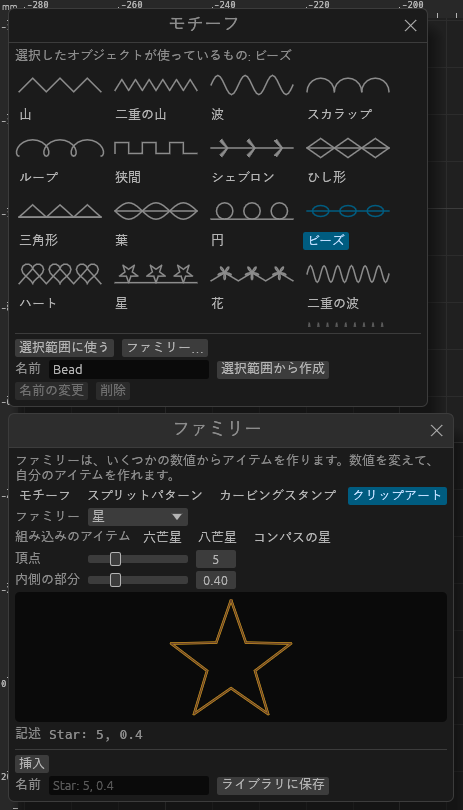 mm -280 -260 -240 -220 -200
モチーフ
選択したオブジェクトが使っているもの: ビーズ
山 二重の山 波 スカラップ
ループ 狭間 シェブロン ひし形
三角形 葉 円 ビーズ
ハート 星 花 二重の波
選択範囲に使う ファミリー...
名前 Bead 選択範囲から作成
名前の変更 削除
ファミリー
ファミリーは、いくつかの数値からアイテムを作ります。数値を変えて、
自分のアイテムを作れます。
モチーフ スプリットパターン カービングスタンプ クリップアート
ファミリー 星
組み込みのアイテム 六芒星 八芒星 コンパスの星
頂点 5
内側の部分 0.40
記述 Star: 5, 0.4
挿入
名前 Star: 5, 0.4 ライブラリに保存